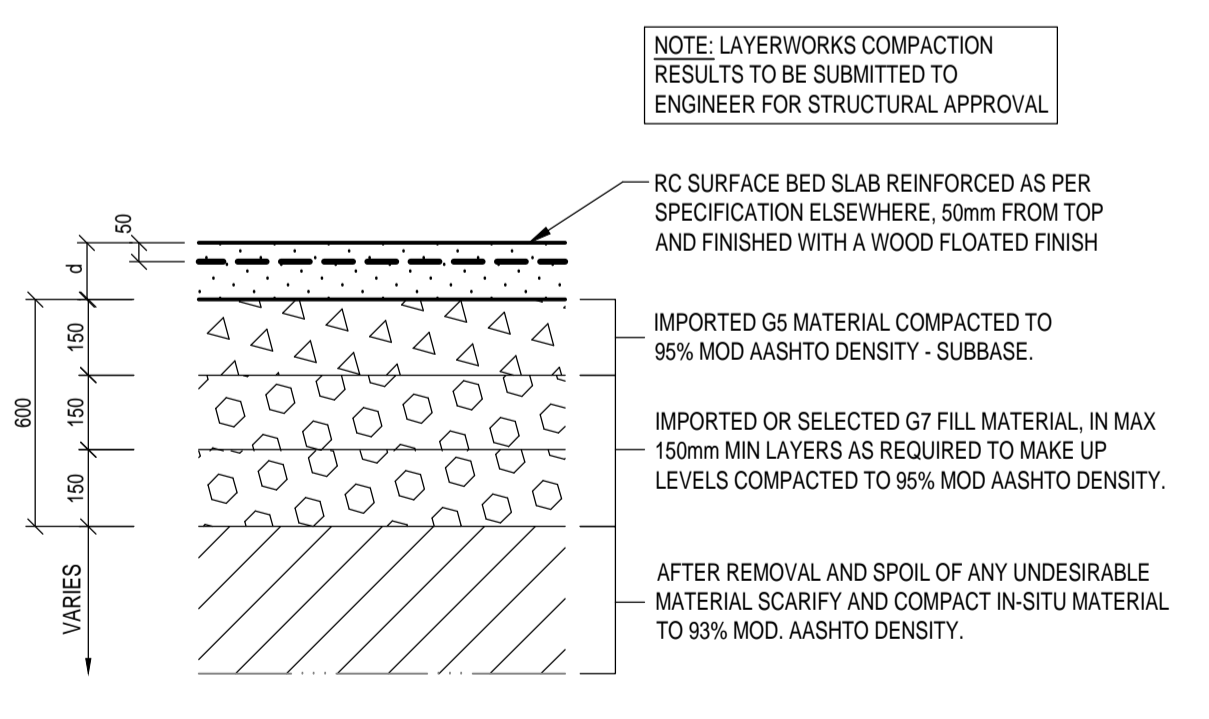 NOTE: LAYERWORKS COMPACTION
RESULTS TO BE SUBMITTED TO
ENGINEER FOR STRUCTURAL APPROVAL
RC SURFACE BED SLAB REINFORCED AS PER
SPECIFICATION ELSEWHERE, 50mm FROM TOP
AND FINISHED WITH A WOOD FLOATED FINISH
IMPORTED G5 MATERIAL COMPACTED TO
95% MOD AASHTO DENSITY - SUBBASE.
IMPORTED OR SELECTED G7 FILL MATERIAL, IN MAX
150mm MIN LAYERS AS REQUIRED TO MAKE UP
LEVELS COMPACTED TO 95% MOD AASHTO DENSITY.
AFTER REMOVAL AND SPOIL OF ANY UNDESIRABLE
MATERIAL SCARIFY AND COMPACT IN-SITU MATERIAL
TO 93% MOD. AASHTO DENSITY.
50
d
150
600
150
150
VARIES